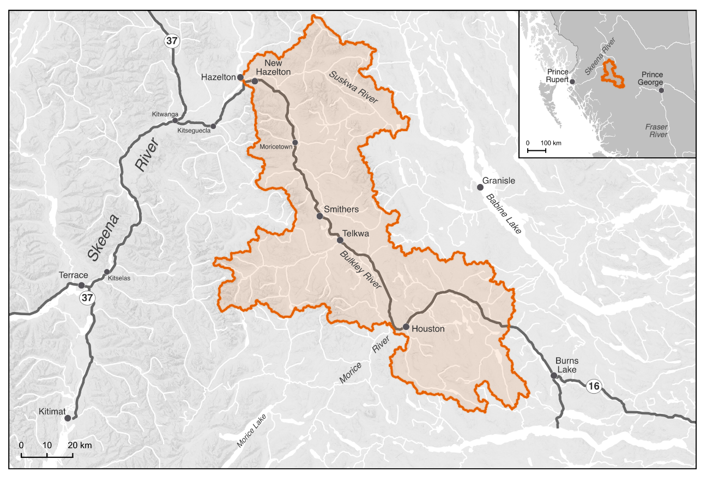 37
New
Hazelton
Hazelton
Suskwa River
Kitwanga
Kitseguecla
Moricetown
Skeena River
Granisle
Babine Lake
Smithers
Telkwa
Bulkley River
Terrace
Kitselas
37
Houston
Morice River
Burns
Lake
16
Kitimat
Morice Lake
0 10 20 km
Skeena River
Prince
Rupert
Prince
George
Fraser
River
0 100 km